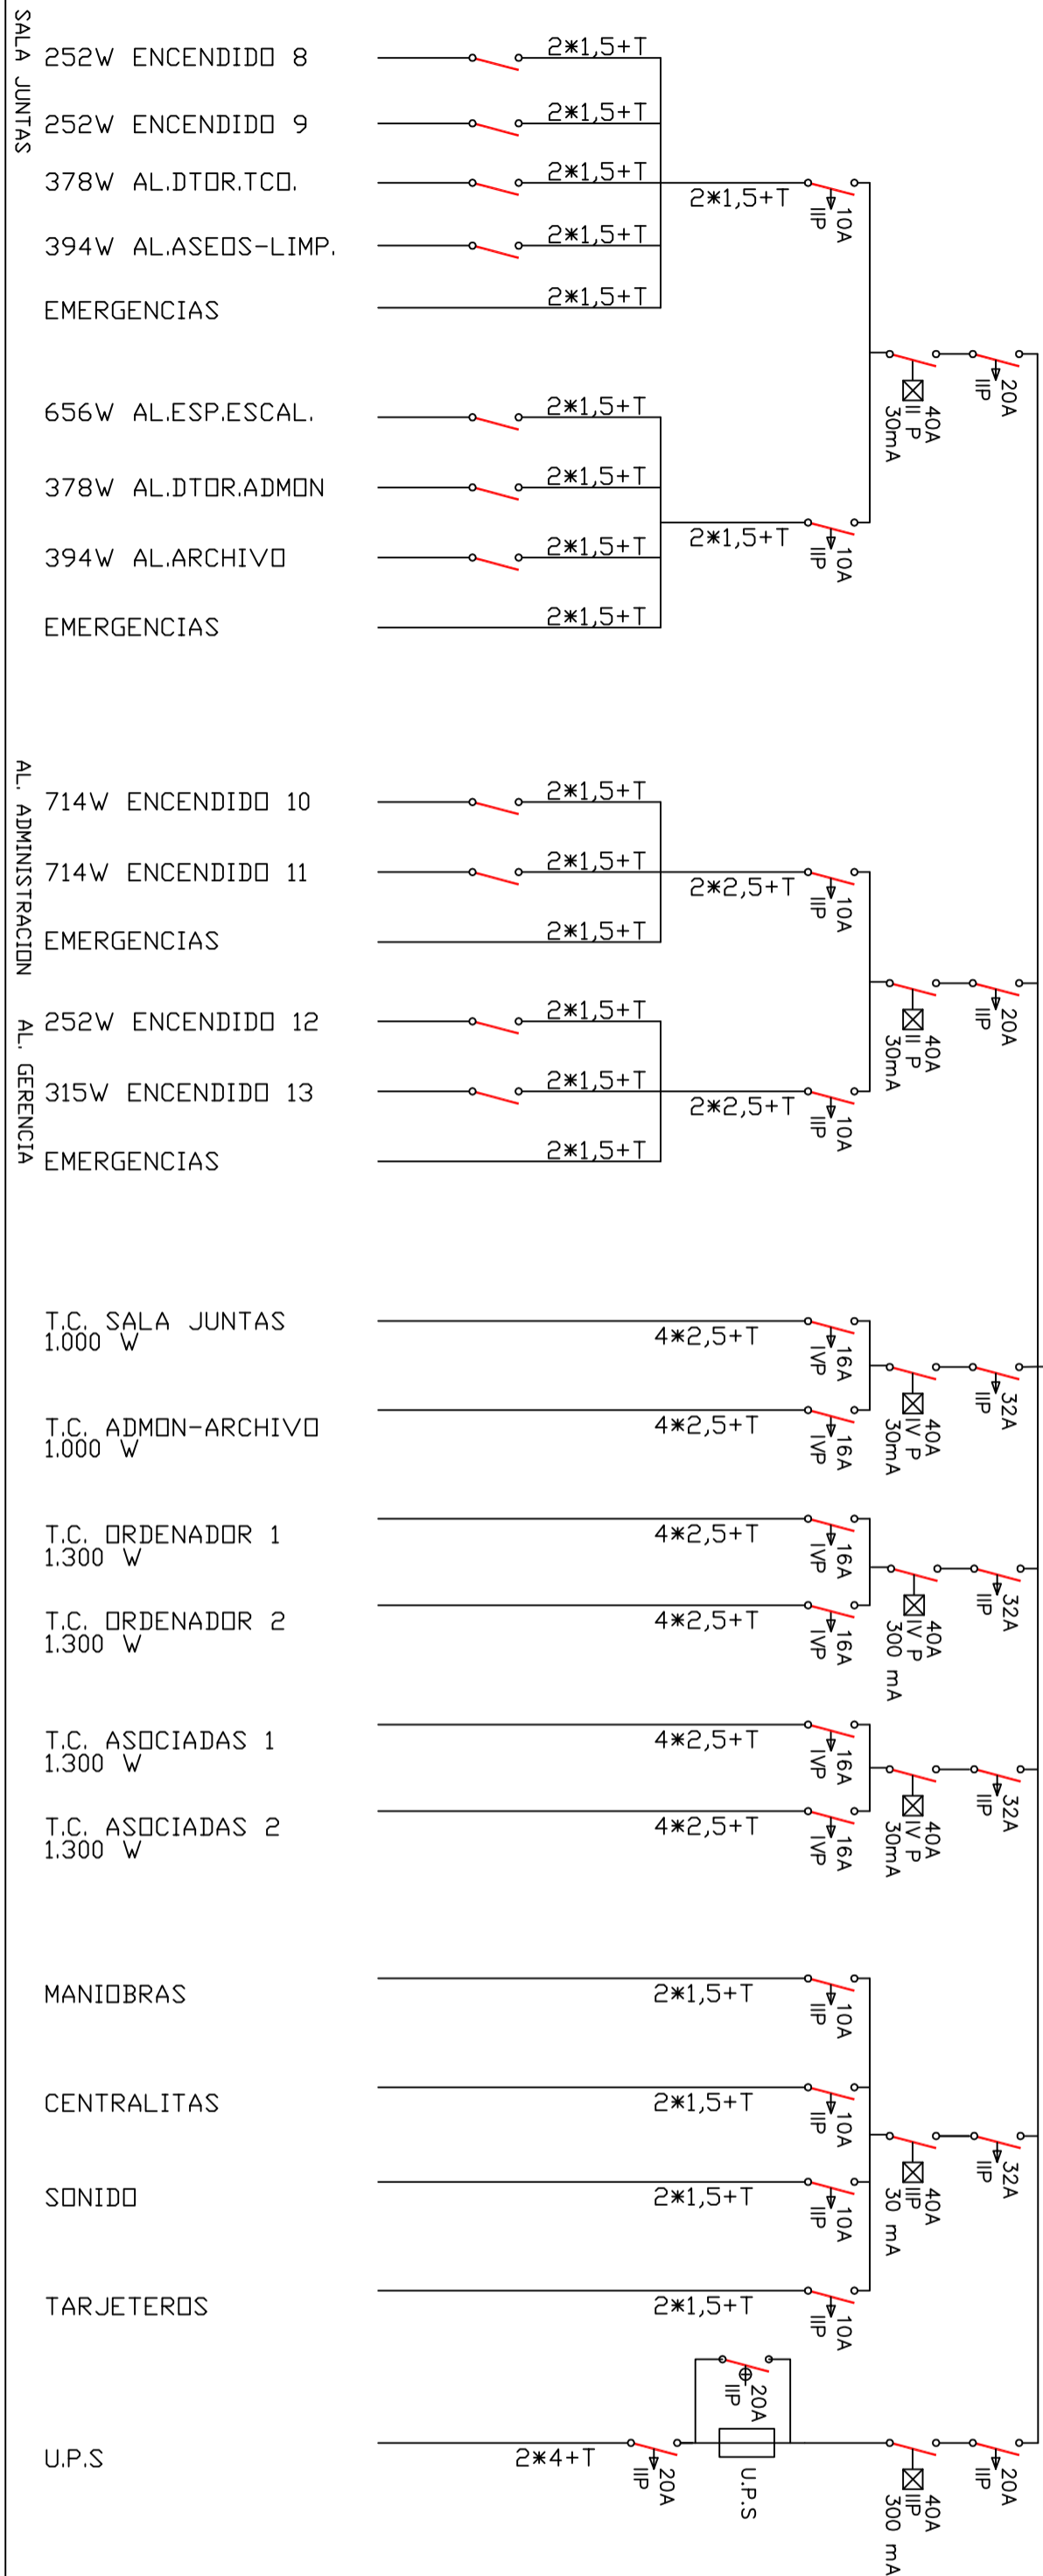 SALA JUNTAS
252W ENCENDIDO 8
2*1,5+T
252W ENCENDIDO 9
2*1,5+T
378W AL.DTOR.TCO.
2*1,5+T
2*1,5+T
10A
IIP
394W AL.ASEOS-LIMP.
2*1,5+T
EMERGENCIAS
2*1,5+T
40A
II P
30mA
20A
IIP
656W AL.ESP.ESCAL.
2*1,5+T
378W AL.DTOR.ADMON
2*1,5+T
2*1,5+T
10A
IIP
394W AL.ARCHIVO
2*1,5+T
EMERGENCIAS
2*1,5+T
AL. ADMINISTRACION
714W ENCENDIDO 10
2*1,5+T
714W ENCENDIDO 11
2*1,5+T
2*2,5+T
10A
IIP
EMERGENCIAS
2*1,5+T
40A
II P
30mA
20A
IIP
AL. GERENCIA
252W ENCENDIDO 12
2*1,5+T
315W ENCENDIDO 13
2*1,5+T
2*2,5+T
10A
IIP
EMERGENCIAS
2*1,5+T
T.C. SALA JUNTAS
1.000 W
4*2,5+T
16A
IVP
40A
IV P
30mA
32A
IIP
T.C. ADMON-ARCHIVO
1.000 W
4*2,5+T
16A
IVP
T.C. ORDENADOR 1
1.300 W
4*2,5+T
16A
IVP
40A
IV P
300 mA
32A
IIP
T.C. ORDENADOR 2
1.300 W
4*2,5+T
16A
IVP
T.C. ASOCIADAS 1
1.300 W
4*2,5+T
16A
IVP
40A
IV P
30mA
32A
IIP
T.C. ASOCIADAS 2
1.300 W
4*2,5+T
16A
IVP
MANIOBRAS
2*1,5+T
10A
IIP
CENTRALITAS
2*1,5+T
10A
IIP
40A
IIP
30 mA
32A
IIP
SONIDO
2*1,5+T
10A
IIP
TARJETEROS
2*1,5+T
10A
IIP
20A
IIP
U.P.S
2*4+T
20A
IIP
U.P.S
40A
IIP
300 mA
20A
IIP